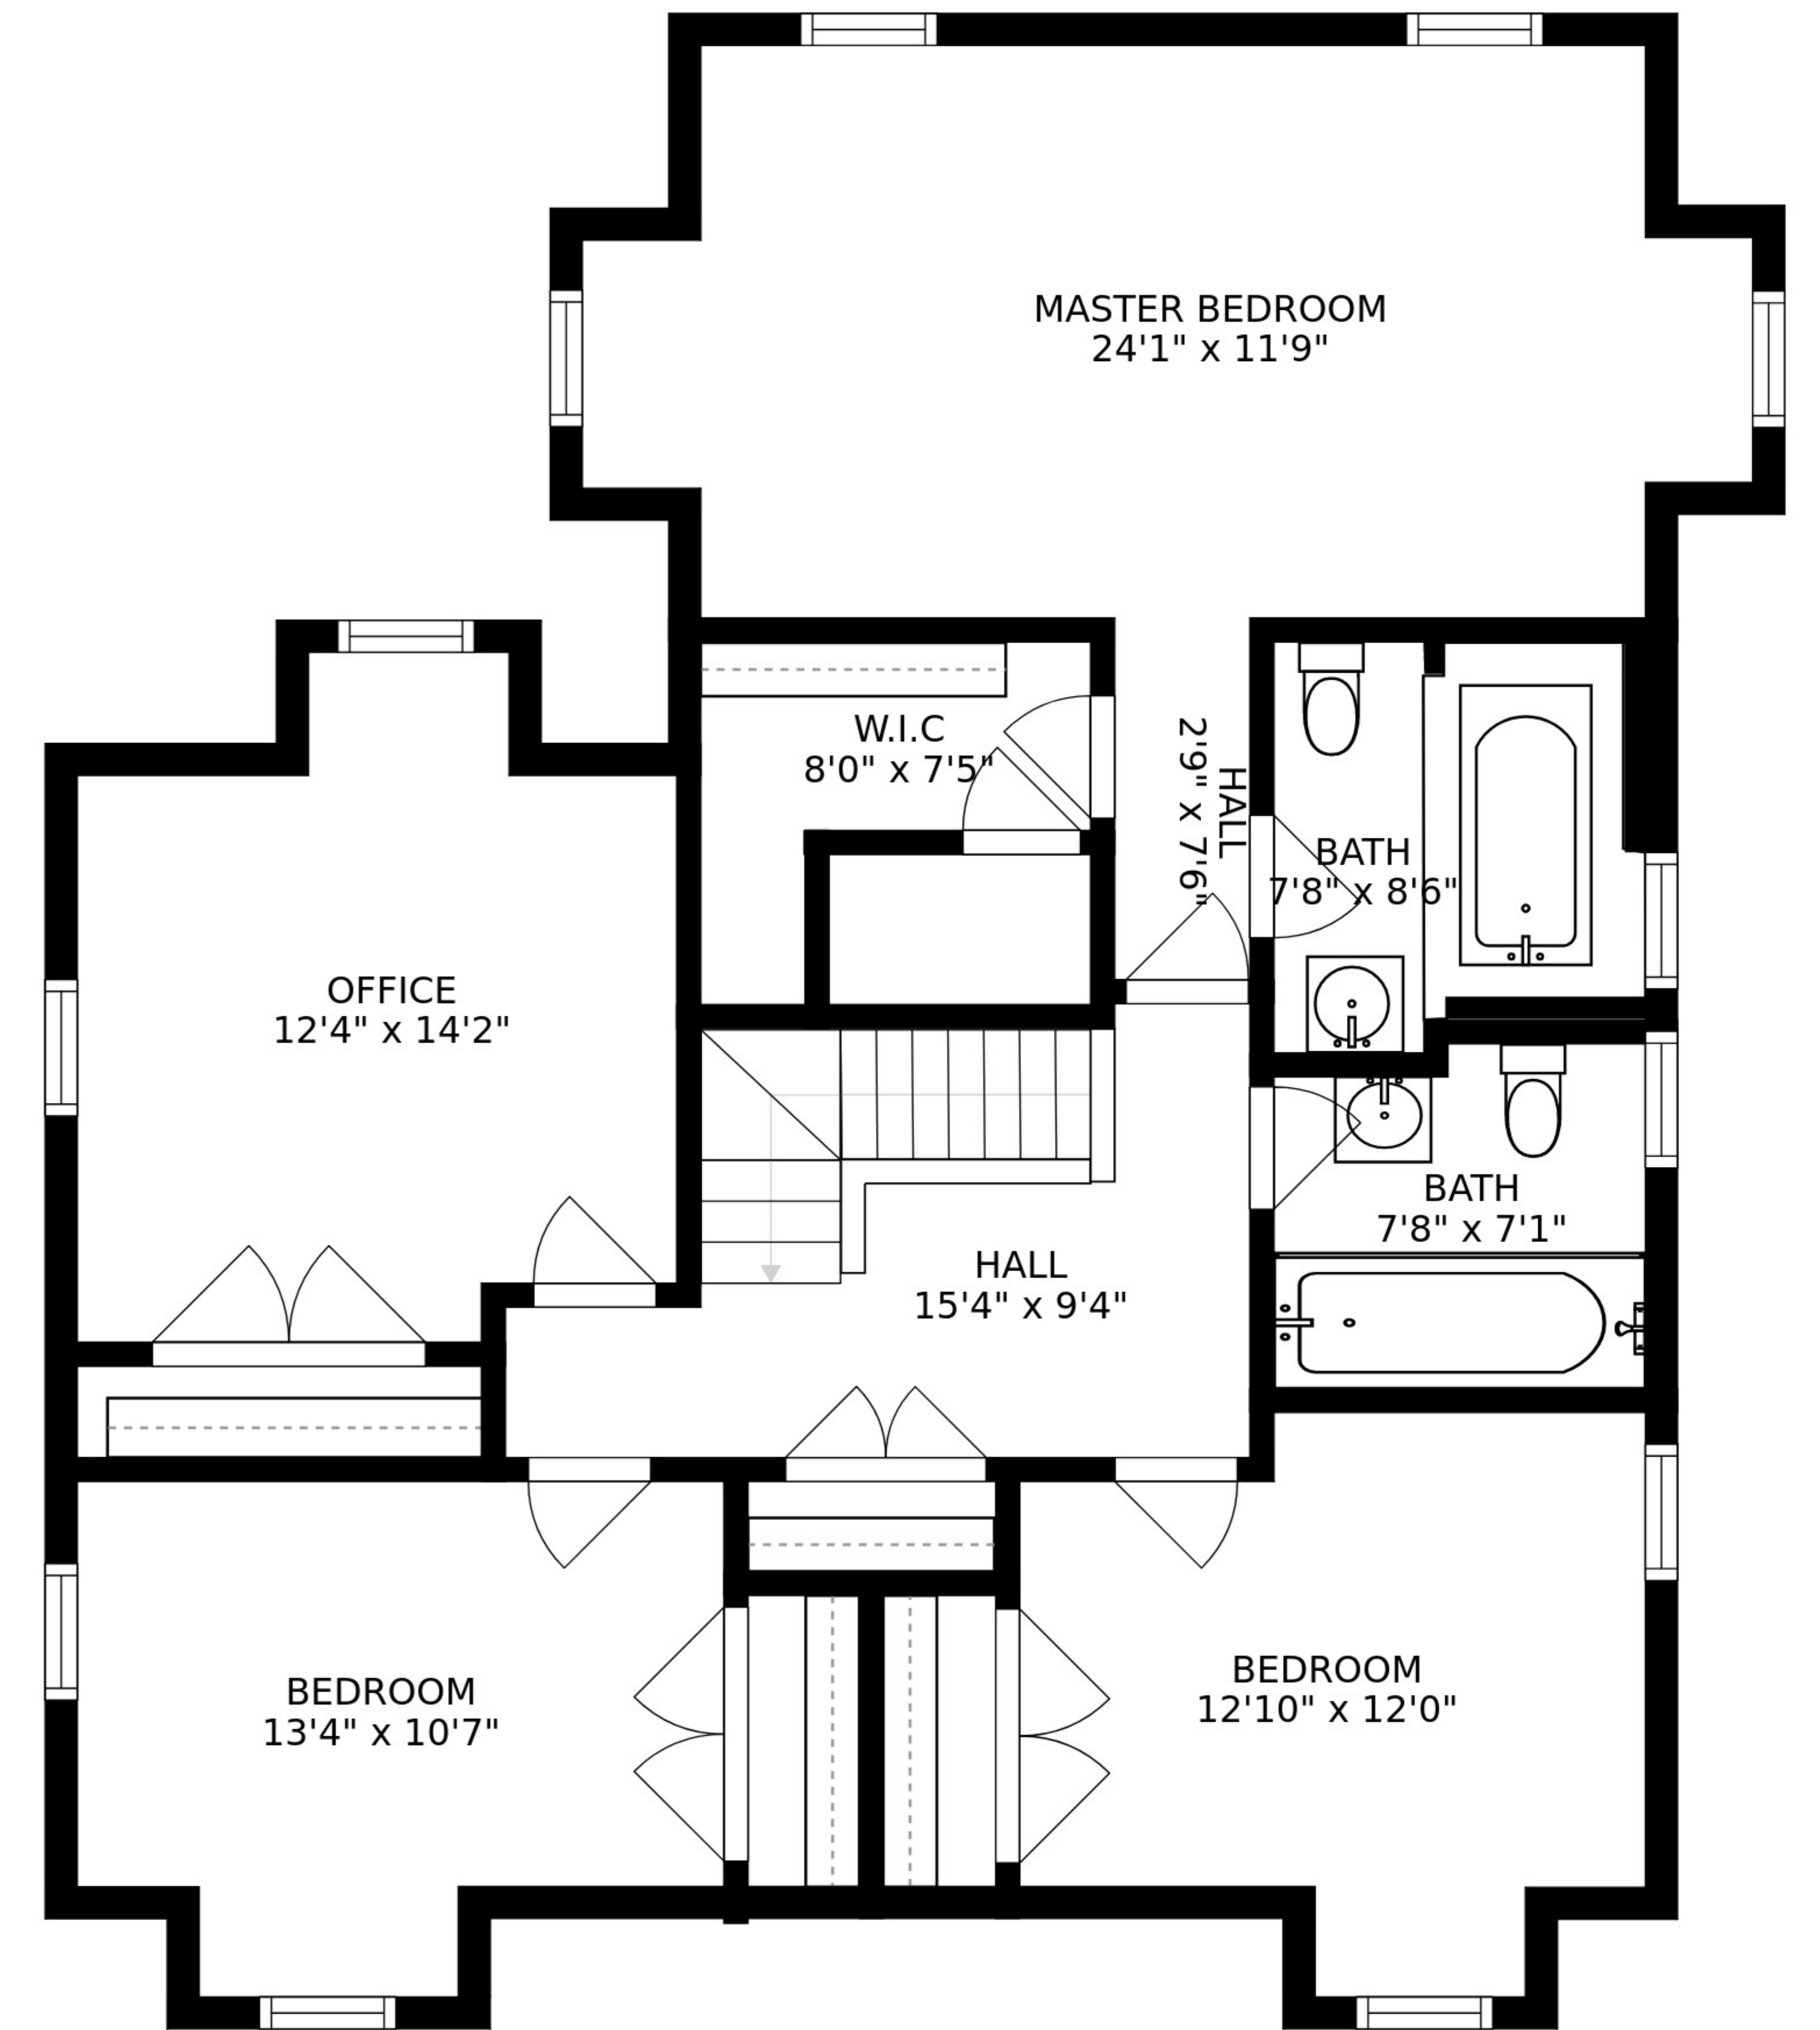 MASTER BEDROOM
24'1" x 11'9"
W.I.C
8'0" x 7'5"
HALL
2'9" x 7'6"
BATH
7'8" x 8'6"
OFFICE
12'4" x 14'2"
BATH
7'8" x 7'1"
HALL
15'4" x 9'4"
BEDROOM
13'4" x 10'7"
BEDROOM
12'10" x 12'0"